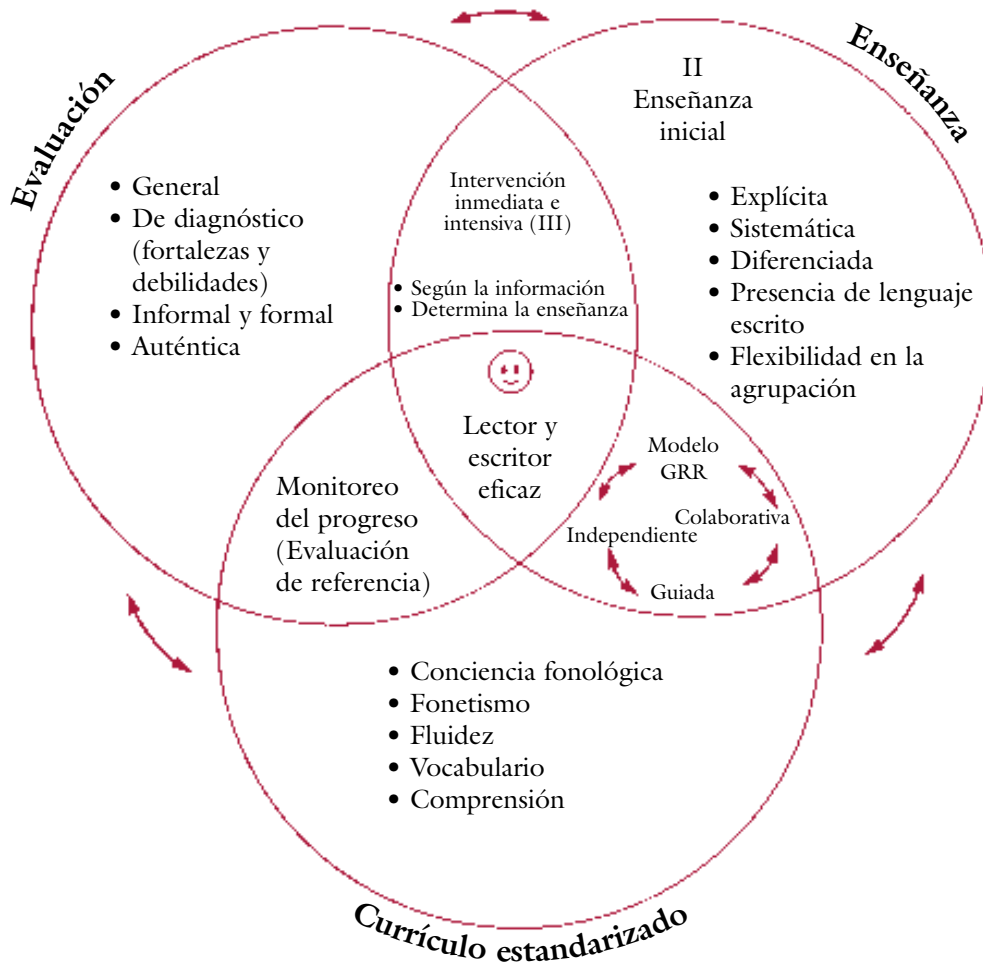 Evaluación
Enseñanza
II
Enseñanza
inicial
• General
• De diagnóstico
(fortalezas y
debilidades)
• Informal y formal
• Auténtica
Intervención
inmediata e
intensiva (III)
• Según la información
• Determina la enseñanza
• Explícita
• Sistemática
• Diferenciada
• Presencia de lenguaje
escrito
• Flexibilidad en la
agrupación
Lector y
escritor
eficaz
Monitoreo
del progreso
(Evaluación
de referencia)
Modelo
GRR
Colaborativa
Independiente
Guiada
• Conciencia fonológica
• Fonetismo
• Fluidez
• Vocabulario
• Comprensión
Currículo estandarizado